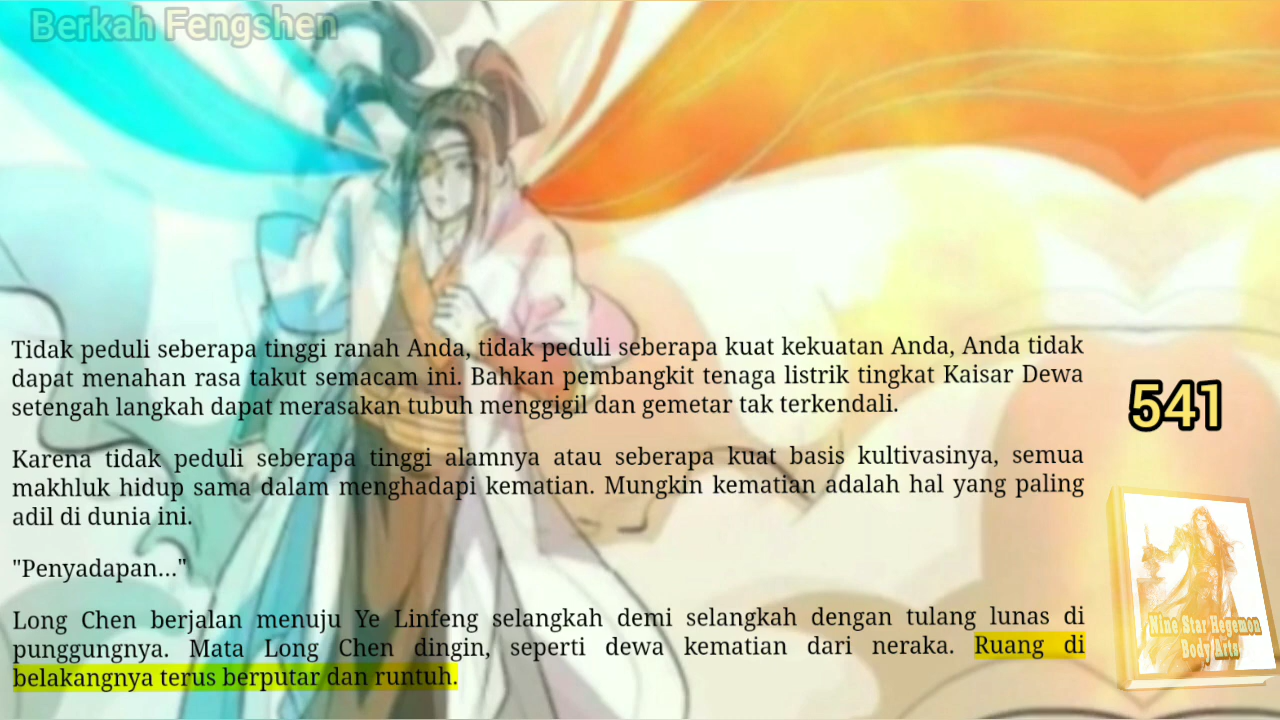 Berkah Fengshen
Tidak peduli seberapa tinggi ranah Anda, tidak peduli seberapa kuat kekuatan Anda, Anda tidak
dapat menahan rasa takut semacam ini. Bahkan pembangkit tenaga listrik tingkat Kaisar Dewa
setengah langkah dapat merasakan tubuh menggigil dan gemetar tak terkendali.
Karena tidak peduli seberapa tinggi alamnya atau seberapa kuat basis kultivasinya, semua
makhluk hidup sama dalam menghadapi kematian. Mungkin kematian adalah hal yang paling
adil di dunia ini.
"Penyadapan..."
Long Chen berjalan menuju Ye Linfeng selangkah demi selangkah dengan tulang lunas di
punggungnya. Mata Long Chen dingin, seperti dewa kematian dari neraka. Ruang di
belakangnya terus berputar dan runtuh.
541
Nine Star Hegemon
Body Arts